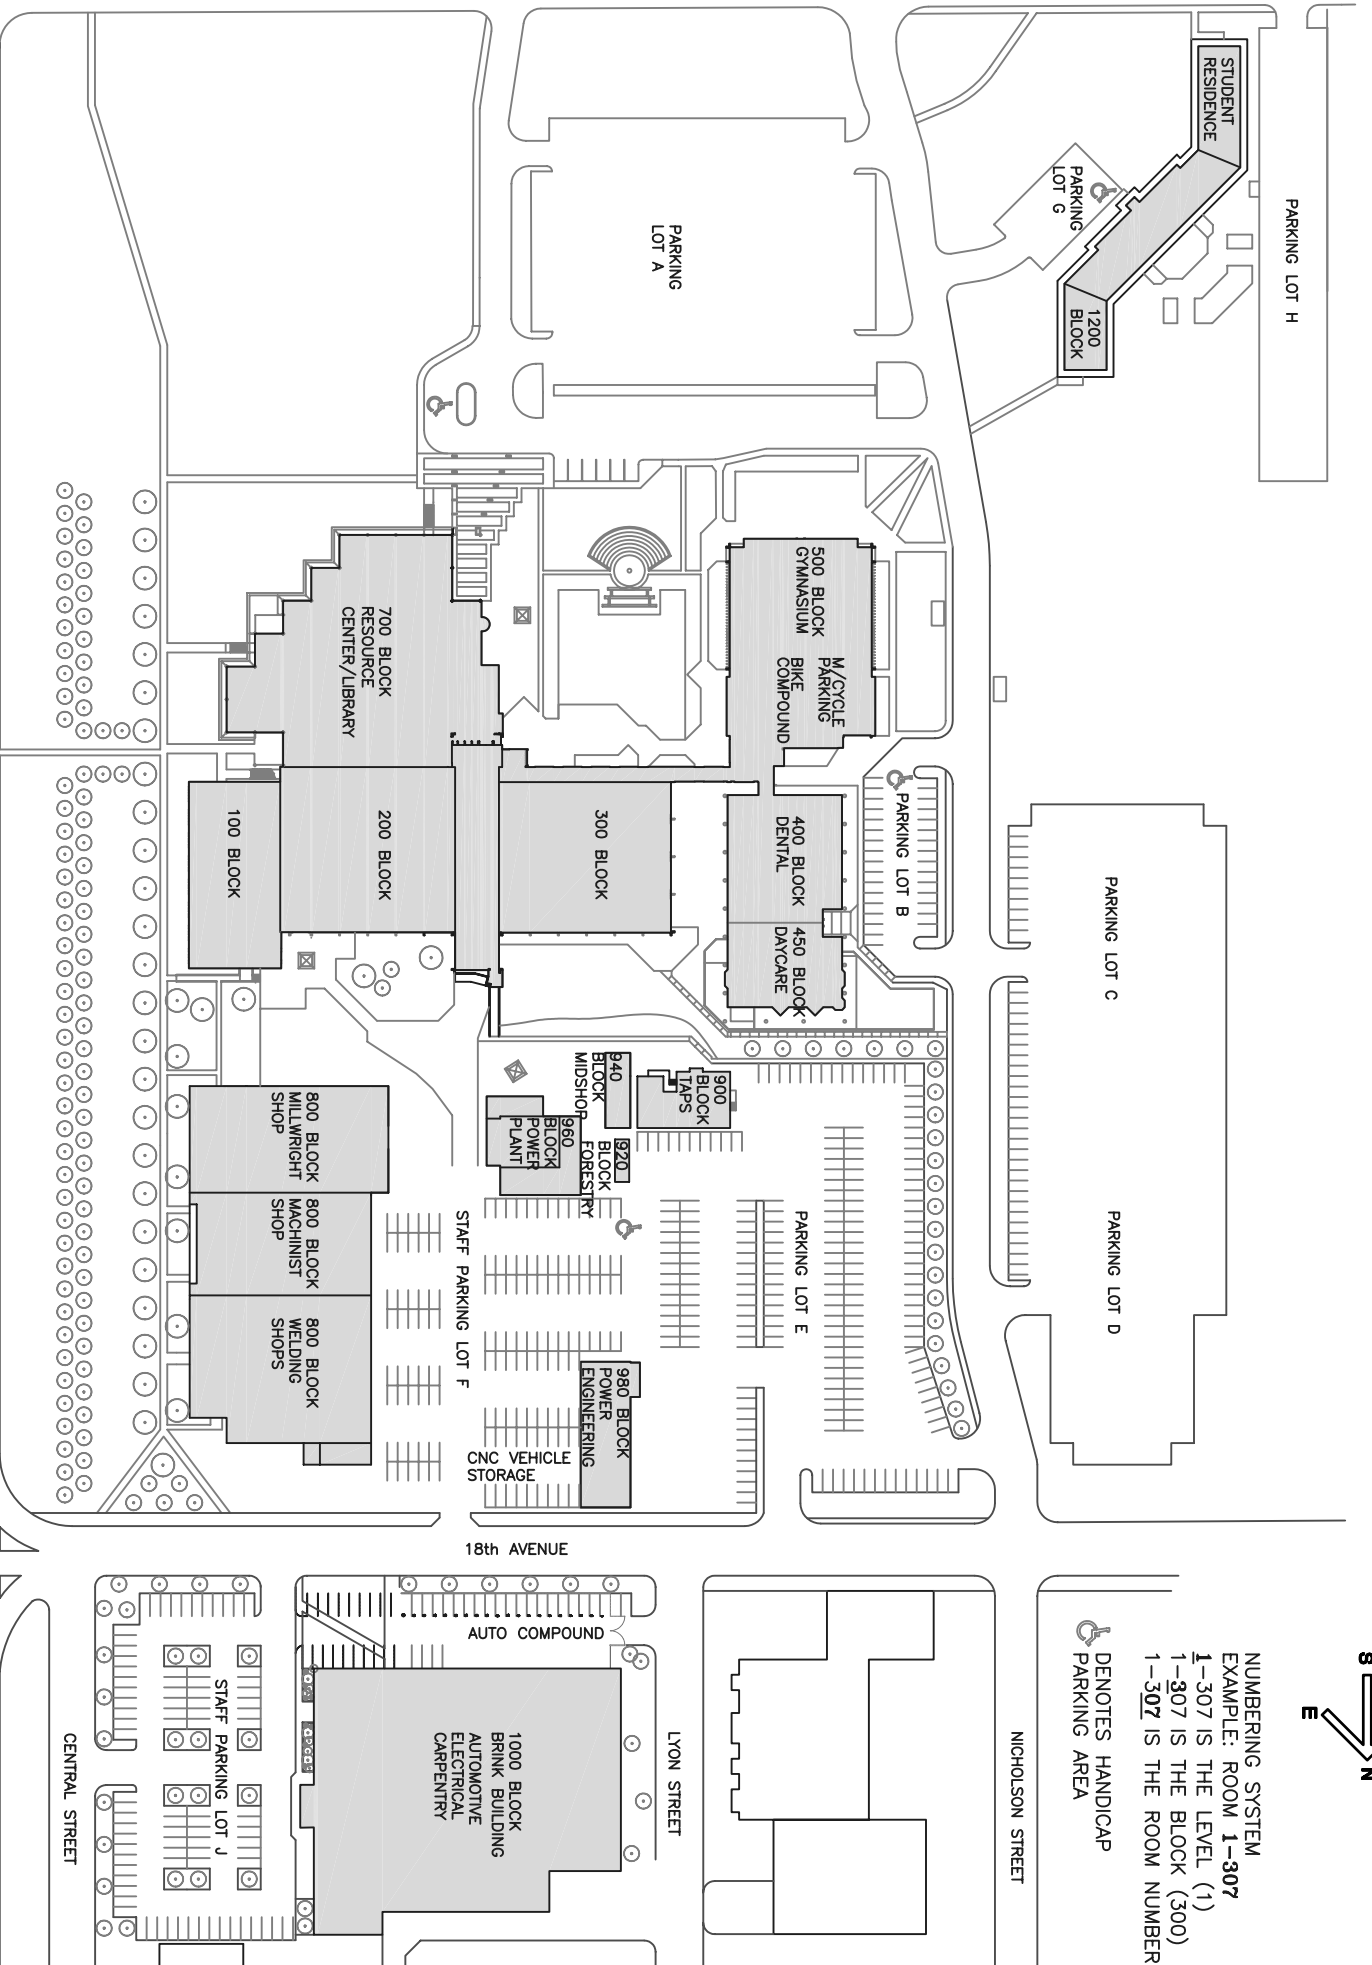 STUDENT
RESIDENCE
PARKING LOT H
PARKING
LOT G
1200
BLOCK
PARKING
LOT A
500 BLOCK
GYMNASIUM
M/CYCLE
PARKING
BIKE
COMPOUND
700 BLOCK
RESOURCE
CENTER/LIBRARY
PARKING LOT B
400 BLOCK
DENTAL
300 BLOCK
200 BLOCK
100 BLOCK
450 BLOCK
DAYCARE
PARKING LOT C
PARKING LOT D
900
BLOCK
TAPS
940
BLOCK
MIDSHOP
920
BLOCK
FORESTRY
960
BLOCK
POWER
PLANT
800 BLOCK
MILLWRIGHT
SHOP
800 BLOCK
MACHINIST
SHOP
800 BLOCK
WELDING
SHOPS
PARKING LOT E
STAFF PARKING LOT F
980 BLOCK
POWER
ENGINEERING
CNC VEHICLE
STORAGE
18th AVENUE
AUTO COMPOUND
1000 BLOCK
BRINK BUILDING
AUTOMOTIVE
ELECTRICAL
CARPENTRY
STAFF PARKING LOT J
CENTRAL STREET
LYON STREET
NICHOLSON STREET
DENOTES HANDICAP
PARKING AREA
NUMBERING SYSTEM
EXAMPLE: ROOM 1-307
1-307 IS THE LEVEL (1)
1-307 IS THE BLOCK (300)
1-307 IS THE ROOM NUMBER
S
E
N